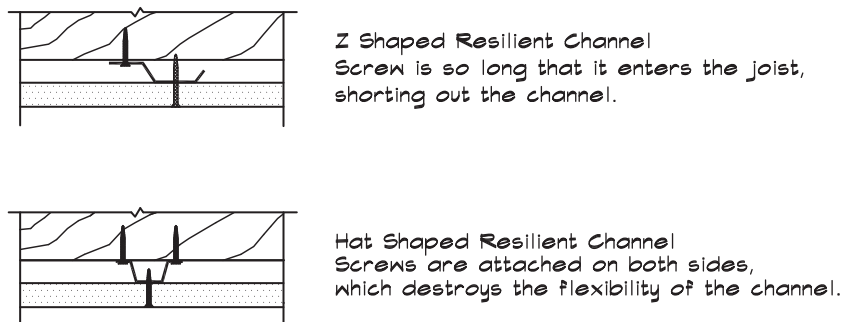 Z Shaped Resilient Channel
Screw is so long that it enters the joist,
shorting out the channel.
Hat Shaped Resilient Channel
Screws are attached on both sides,
which destroys the flexibility of the channel.